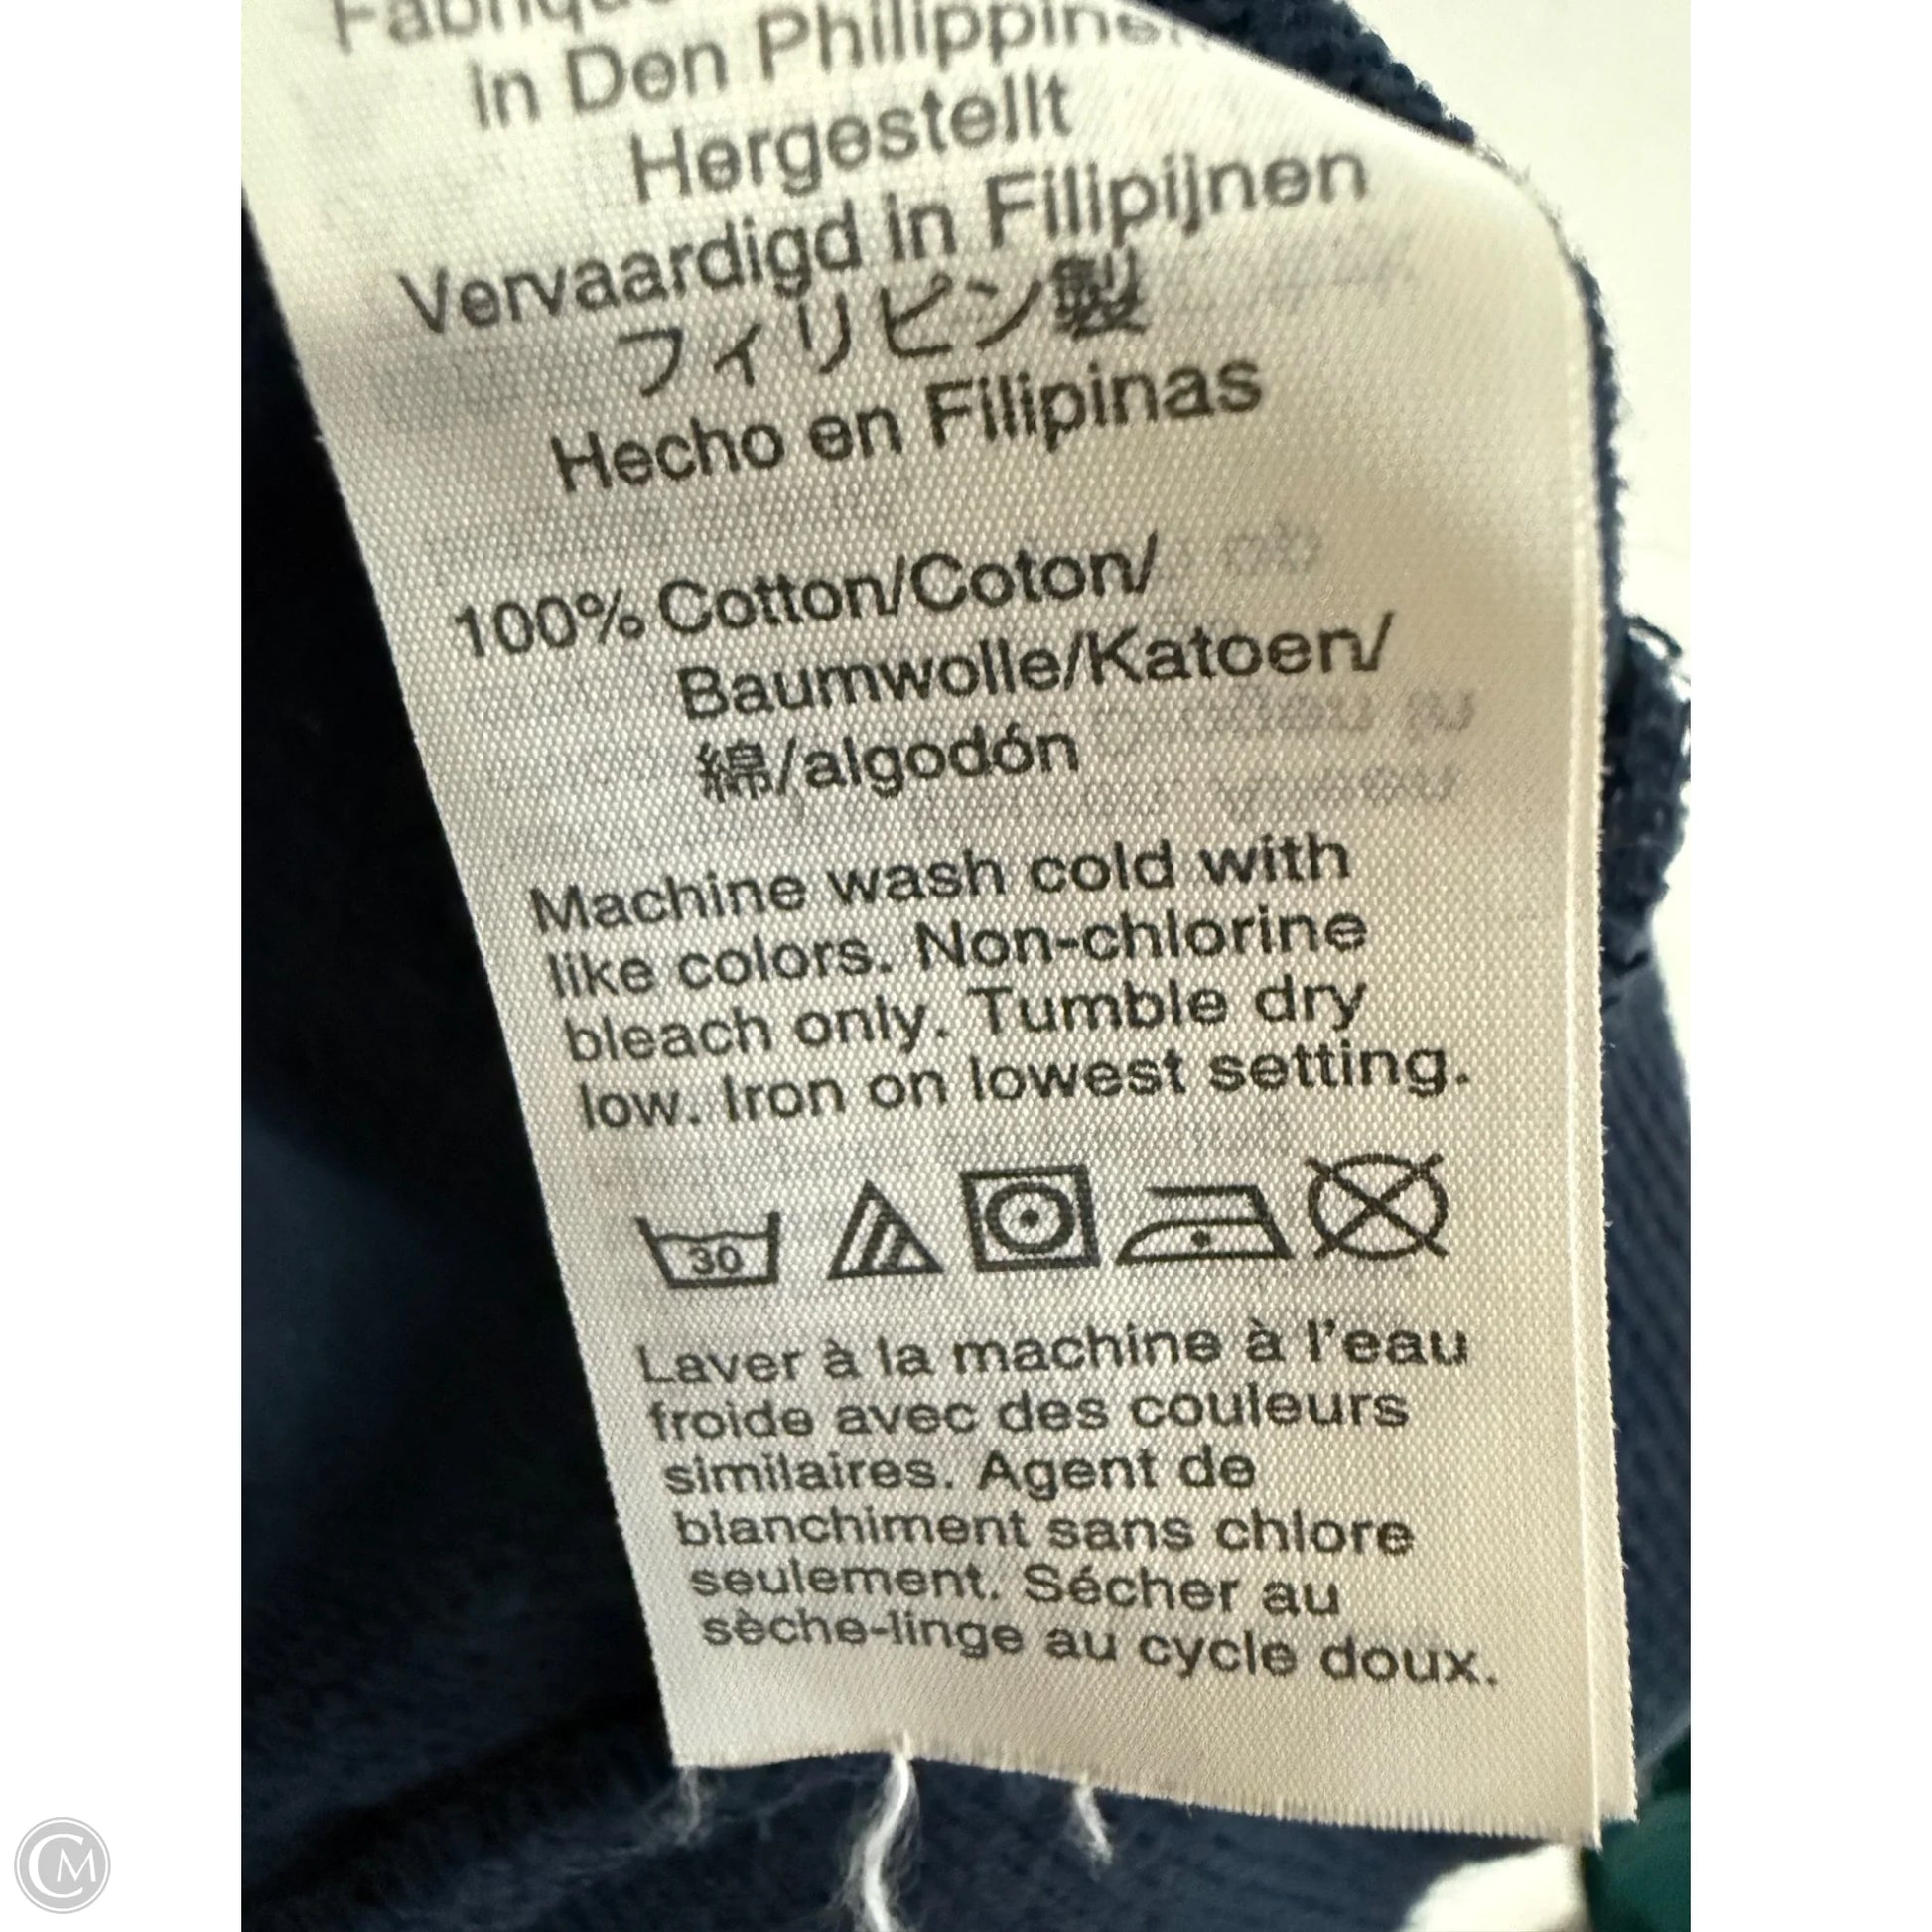 in Den Philippinen
Hergestellt
Vervaardigd in Filipijnen
フィリピン製
Hecho en Filipinas
100% Cotton/Coton/
Baumwolle/Katoen/
綿/algodón
Machine wash cold with
like colors. Non-chlorine
bleach only. Tumble dry
low. Iron on lowest setting.
30
Laver à la machine à l'eau
froide avec des couleurs
similaires. Agent de
blanchiment sans chlore
seulement. Sécher au
sèche-linge au cycle doux.
CM